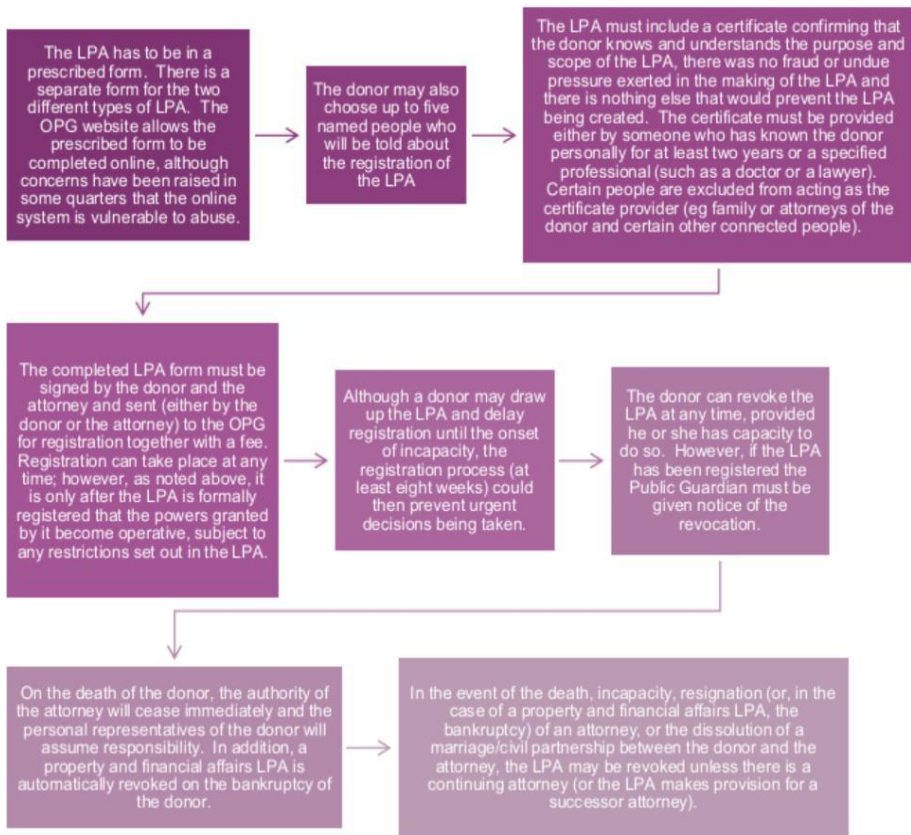 The LPA has to be in a
prescribed form. There is a
separate form for the two
different types of LPA. The
OPG website allows the
prescribed form to be
completed online, although
concerns have been raised in
some quarters that the online
system is vulnerable to abuse.
The donor may also
choose up to five
named people who
will be told about
the registration of
the LPA
The LPA must include a certificate confirming that
the donor knows and understands the purpose and
scope of the LPA, there was no fraud or undue
pressure exerted in the making of the LPA and
there is nothing else that would prevent the LPA
being created. The certificate must be provided
either by someone who has known the donor
personally for at least two years or a specified
professional (such as a doctor or a lawyer).
Certain people are excluded from acting as the
certificate provider (eg family or attorneys of the
donor and certain other connected people).
The completed LPA form must be
signed by the donor and the
attorney and sent (either by the
donor or the attorney) to the OPG
for registration together with a fee.
Registration can take place at any
time; however, as noted above, it
is only after the LPA is formally
registered that the powers granted
by it become operative, subject to
any restrictions set out in the LPA.
Although a donor may draw
up the LPA and delay
registration until the onset
of incapacity, the
registration process (at
least eight weeks) could
then prevent urgent
decisions being taken.
The donor can revoke the
LPA at any time, provided
he or she has capacity to
do so. However, if the LPA
has been registered the
Public Guardian must be
given notice of the
revocation.
On the death of the donor, the authority of
the attorney will cease immediately and the
personal representatives of the donor will
assume responsibility. In addition, a
property and financial affairs LPA is
automatically revoked on the bankruptcy of
the donor.
In the event of the death, incapacity, resignation (or, in the
case of a property and financial affairs LPA, the
bankruptcy) of an attorney, or the dissolution of a
marriage/civil partnership between the donor and the
attorney, the LPA may be revoked unless there is a
continuing attorney (or the LPA makes provision for a
successor attorney).